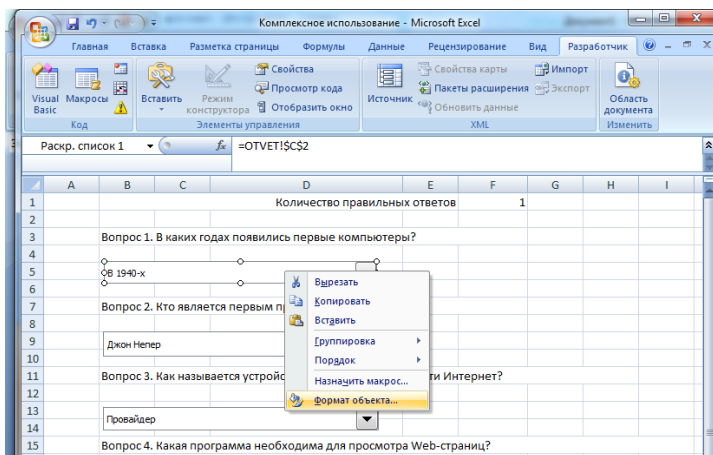 Комплексное использование - Microsoft Excel
Главная Вставка Разметка страницы Формулы Данные Рецензирование Вид Разработчик
Visual Basic
Макросы
Код
Вставить
Режим конструктора
Свойства
Просмотр кода
Отобразить окно
Элементы управления
Источник
Свойства карты
Пакеты расширения
Обновить данные
Импорт
Экспорт
XML
Область документа
Изменить
Раскр. список 1 fx =OTVET!$C$2
A B C D E F G H I
1 Количество правильных ответов 1
2
3 Вопрос 1. В каких годах появились первые компьютеры?
4
5 В 1940-х
6
7 Вопрос 2. Кто является первым п
8
9 Джон Непер
10
11 Вопрос 3. Как называется устройс ти Интернет?
12
13 Провайдер
14
15 Вопрос 4. Какая программа необходима для просмотра Web-страниц?
Вырезать
Копировать
Вставить
Группировка
Порядок
Назначить макрос...
Формат объекта...